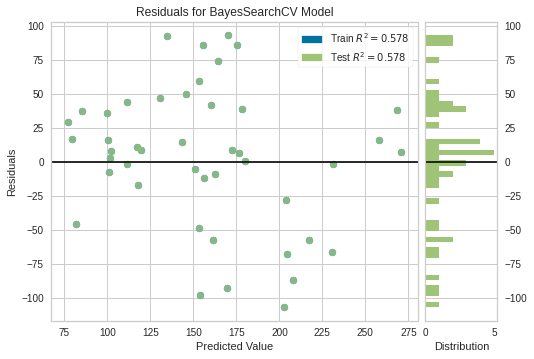 Residuals for BayesSearchCV Model
Train R² = 0.578
Test R² = 0.578
Residuals
100
75
50
25
0
−25
−50
−75
−100
100
75
50
25
0
−25
−50
−75
−100
75 100 125 150 175 200 225 250 275
0 5
Predicted Value
Distribution